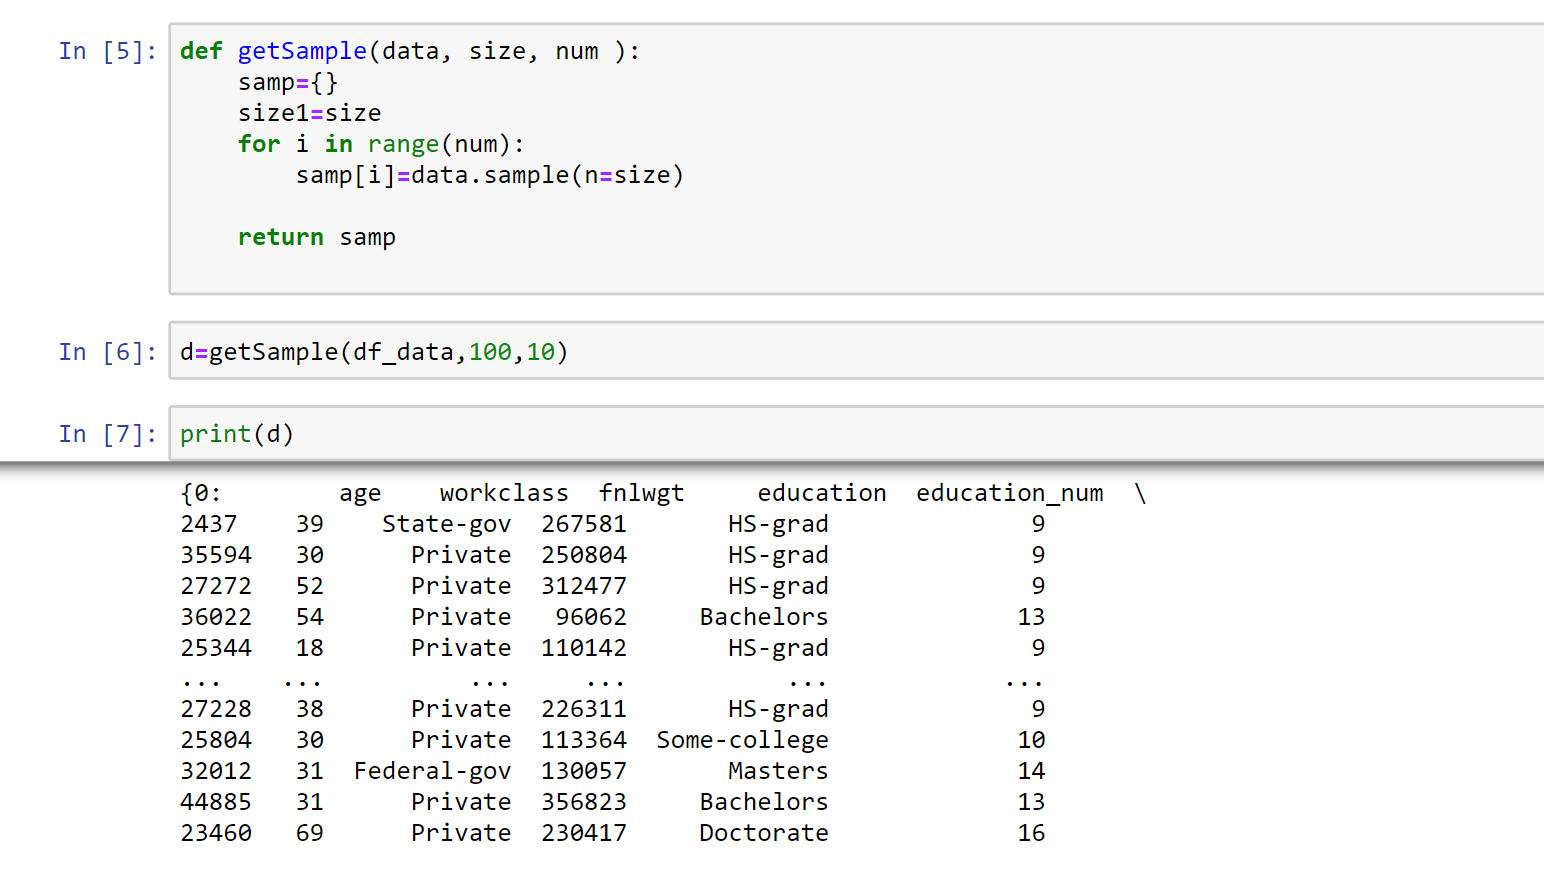 In [5]: def getSample(data, size, num ):
    samp={}
    size1=size
    for i in range(num):
        samp[i]=data.sample(n=size)
    return samp
In [6]: d=getSample(df_data,100,10)
In [7]: print(d)
{0:        age    workclass  fnlwgt     education  education_num  \
2437    39    State-gov  267581       HS-grad              9
35594   30      Private  250804       HS-grad              9
27272   52      Private  312477       HS-grad              9
36022   54      Private   96062     Bachelors             13
25344   18      Private  110142       HS-grad              9
...    ...          ...     ...           ...            ...
27228   38      Private  226311       HS-grad              9
25804   30      Private  113364  Some-college             10
32012   31  Federal-gov  130057       Masters             14
44885   31      Private  356823     Bachelors             13
23460   69      Private  230417     Doctorate             16